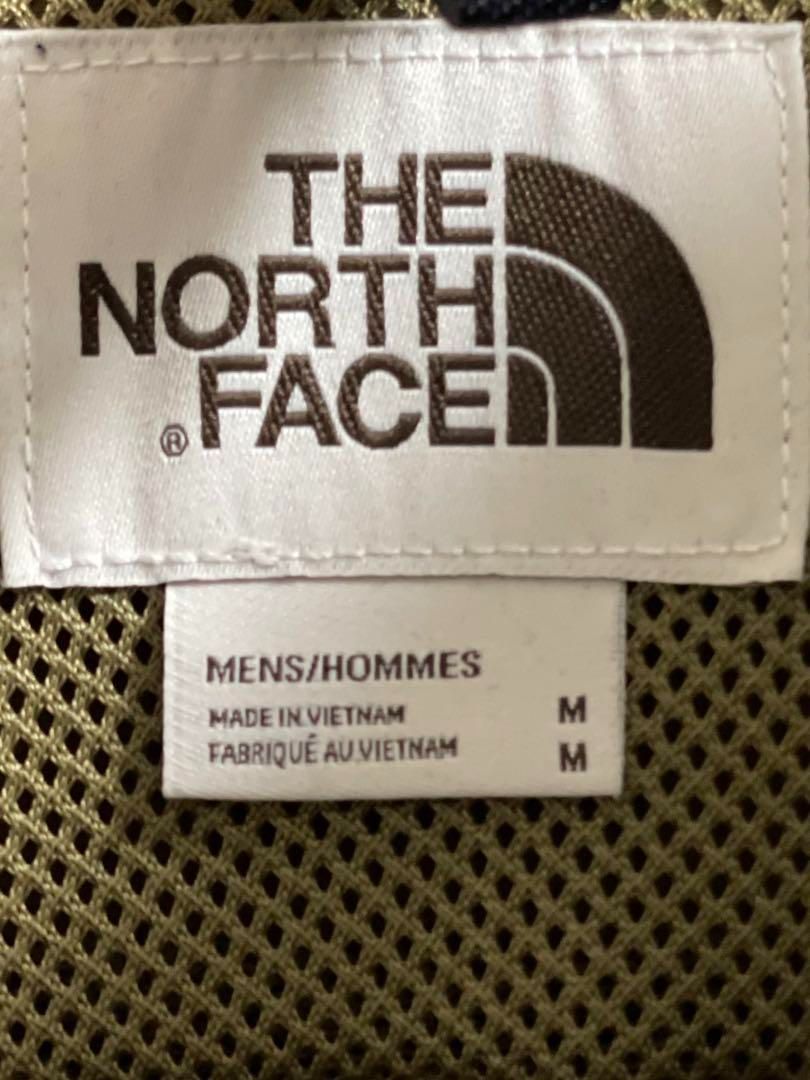 THE
NORTH
® FACE
MENS/HOMMES
MADE IN VIETNAM M
FABRIQUÉ AU VIETNAM M